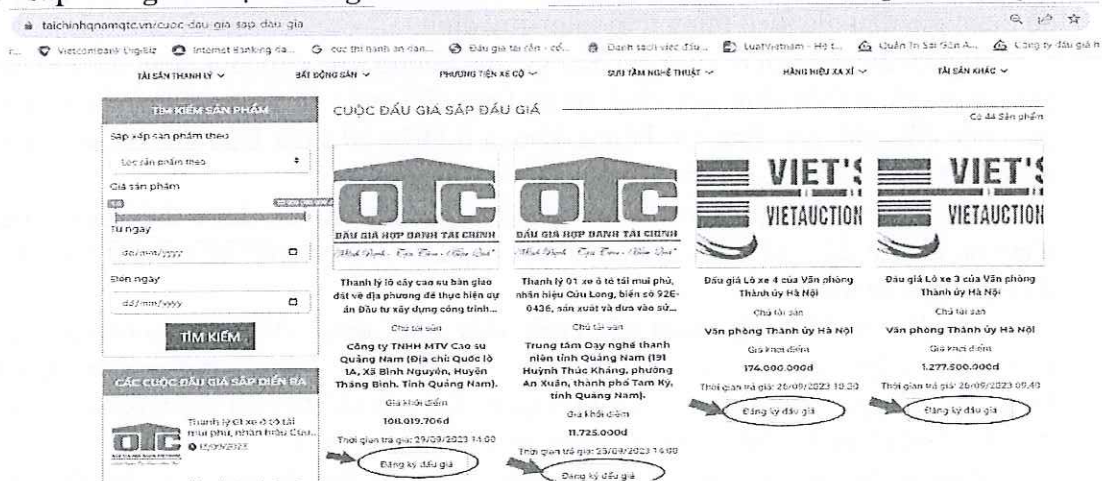 taichinhqnamqtc.vn/cuoc-dau-gia-sap-dau-gia
Vietcombank DigiBiz
Internet Banking
Đấu giá tài sản - cổ...
Danh sách việc đấu...
LuatVietnam - Hệ t...
Quán Tri Sài Gòn A...
Công ty đấu giá h
TÀI SẢN THANH LÝ
BẤT ĐỘNG SẢN
PHƯƠNG TIỆN XE CỘ
SƯU TẦM NGHỆ THUẬT
HÀNG HIỆU XA XỈ
TÀI SẢN KHÁC
TÌM KIẾM SẢN PHẨM
Sắp xếp sản phẩm theo
Lọc sản phẩm theo
Giá sản phẩm
Từ ngày
dd/mm/yyyy
Đến ngày
dd/mm/yyyy
TÌM KIẾM
CÁC CUỘC ĐẤU GIÁ SẮP DIỄN RA
QTC
Thanh lý 01 xe ô tô tải
mui phủ, nhãn hiệu Cửu...
CUỘC ĐẤU GIÁ SẮP ĐẤU GIÁ
Có 44 Sản phẩm
QTC
ĐẤU GIÁ HỢP DANH TÀI CHÍNH
Thanh lý lô cây cao su bàn giao
đất về địa phương để thực hiện dự
án Đầu tư xây dựng công trình...
Chủ tài sản
Công ty TNHH MTV Cao su
Quảng Nam (Địa chỉ: Quốc lộ
1A, Xã Bình Nguyên, Huyện
Thăng Bình, Tỉnh Quảng Nam).
Giá khởi điểm
108.019.706đ
Thời gian trả giá: 29/09/2023 14:00
Đăng ký đấu giá
QTC
ĐẤU GIÁ HỢP DANH TÀI CHÍNH
Thanh lý 01 xe ô tô tải mui phủ,
nhãn hiệu Cửu Long, biển số 92E-
0436, sản xuất và đưa vào sử...
Chủ tài sản
Trung tâm Dạy nghề thanh
niên tỉnh Quảng Nam (191
Huỳnh Thúc Kháng, phường
An Xuân, thành phố Tam Kỳ,
tỉnh Quảng Nam).
Giá khởi điểm
11.725.000đ
Đăng ký đấu giá
VIET'S
VIETAUCTION
Đấu giá Lô xe 4 của Văn phòng
Thành ủy Hà Nội
Chủ tài sản
Văn phòng Thành ủy Hà Nội
Giá khởi điểm
174.000.000đ
Thời gian trả giá: 26/09/2023 10:20
Đăng ký đấu giá
VIET'S
VIETAUCTION
Đấu giá Lô xe 3 của Văn phòng
Thành ủy Hà Nội
Chủ tài sản
Văn phòng Thành ủy Hà Nội
Giá khởi điểm
1.277.500.000đ
Thời gian trả giá: 26/09/2023 09:40
Đăng ký đấu giá